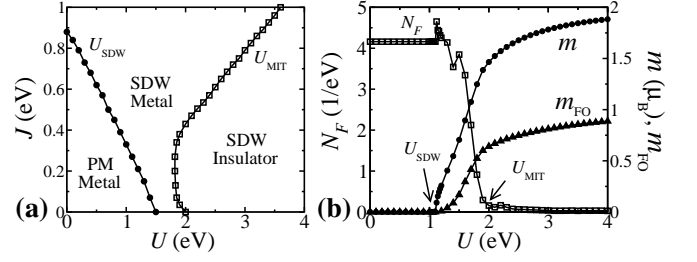 J (eV)
1
0.8
0.6
0.4
0.2
0
U_SDW
SDW
Metal
U_MIT
SDW
Insulator
PM
Metal
(a)
0 1 2 3 4
U (eV)
N_F (1/eV)
5
4
3
2
1
0
N_F
m
m_FO
U_SDW
U_MIT
(b)
0 1 2 3 4
U (eV)
2
1.5
1
0.5
0
m (μ_B), m_FO